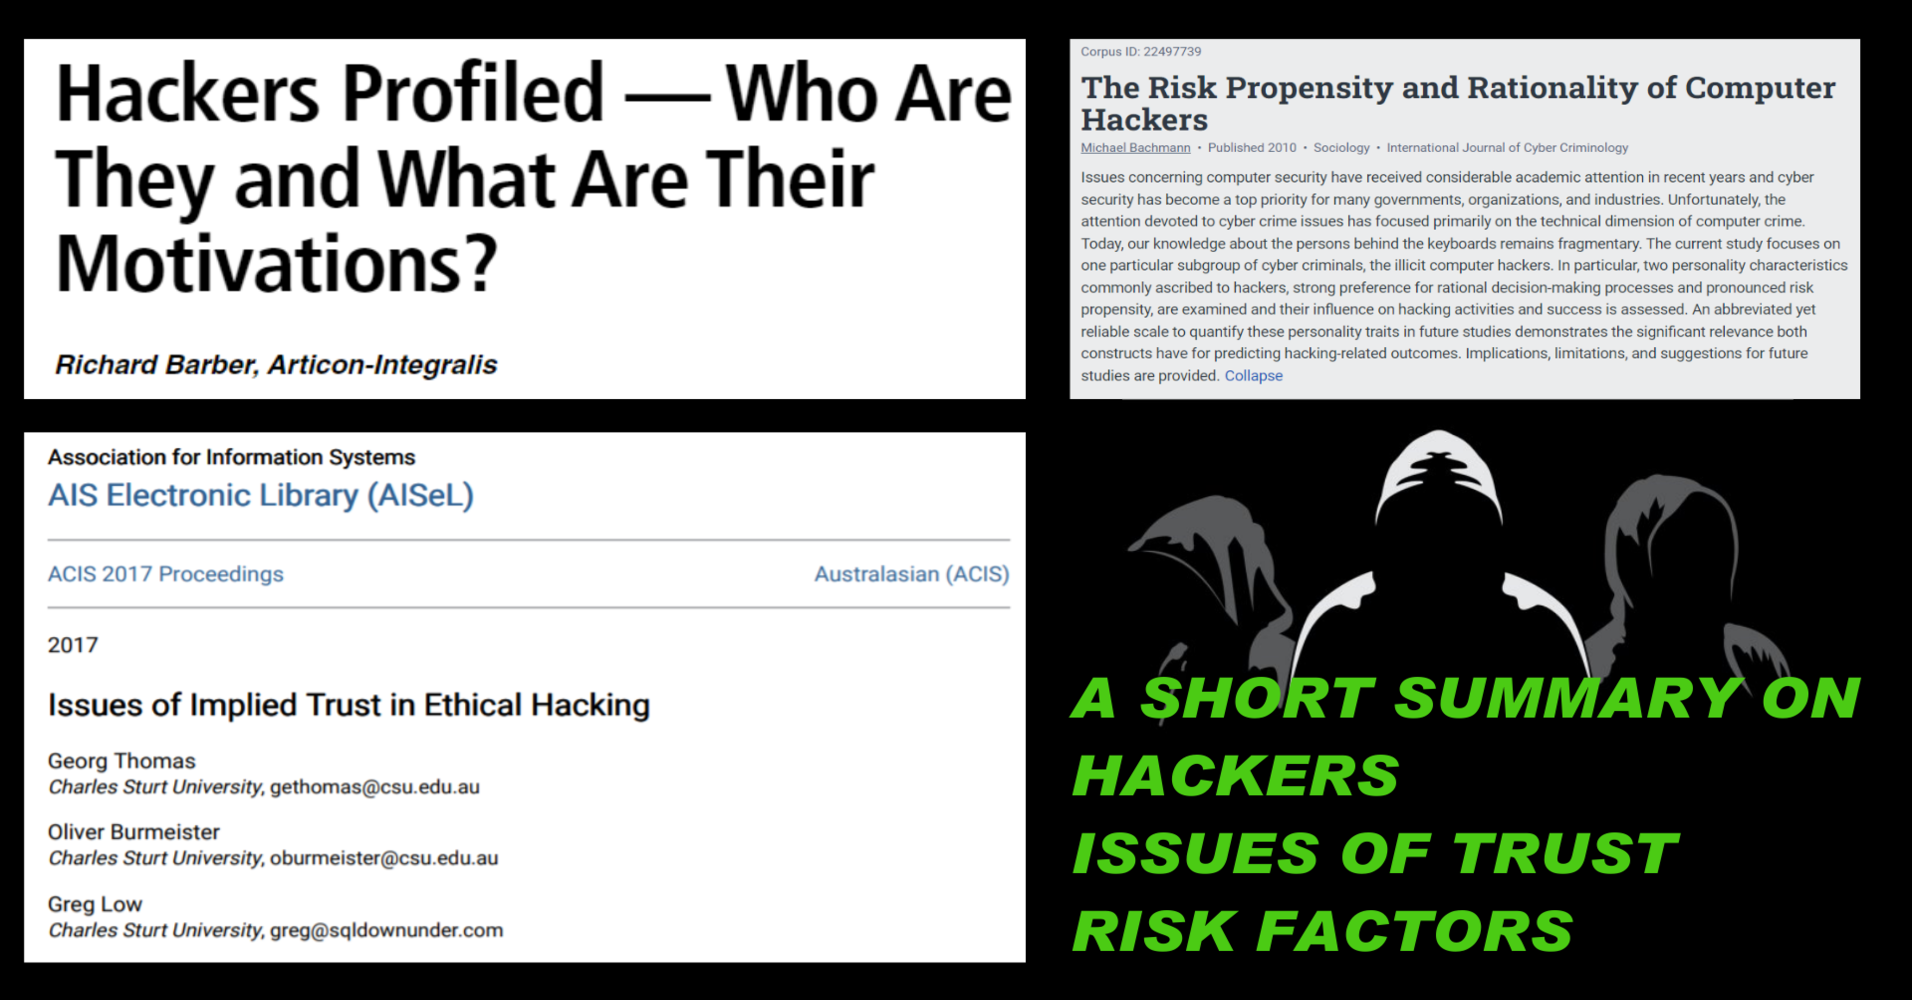 Hackers Profiled — Who Are
They and What Are Their
Motivations?
Richard Barber, Articon-Integralis
Corpus ID: 22497739
The Risk Propensity and Rationality of Computer
Hackers
Michael Bachmann • Published 2010 • Sociology • International Journal of Cyber Criminology
Issues concerning computer security have received considerable academic attention in recent years and cyber
security has become a top priority for many governments, organizations, and industries. Unfortunately, the
attention devoted to cyber crime issues has focused primarily on the technical dimension of computer crime.
Today, our knowledge about the persons behind the keyboards remains fragmentary. The current study focuses on
one particular subgroup of cyber criminals, the illicit computer hackers. In particular, two personality characteristics
commonly ascribed to hackers, strong preference for rational decision-making processes and pronounced risk
propensity, are examined and their influence on hacking activities and success is assessed. An abbreviated yet
reliable scale to quantify these personality traits in future studies demonstrates the significant relevance both
constructs have for predicting hacking-related outcomes. Implications, limitations, and suggestions for future
studies are provided. Collapse
Association for Information Systems
AIS Electronic Library (AISeL)
ACIS 2017 Proceedings Australasian (ACIS)
2017
Issues of Implied Trust in Ethical Hacking
Georg Thomas
Charles Sturt University, gethomas@csu.edu.au
Oliver Burmeister
Charles Sturt University, oburmeister@csu.edu.au
Greg Low
Charles Sturt University, greg@sqldownunder.com
A SHORT SUMMARY ON
HACKERS
ISSUES OF TRUST
RISK FACTORS